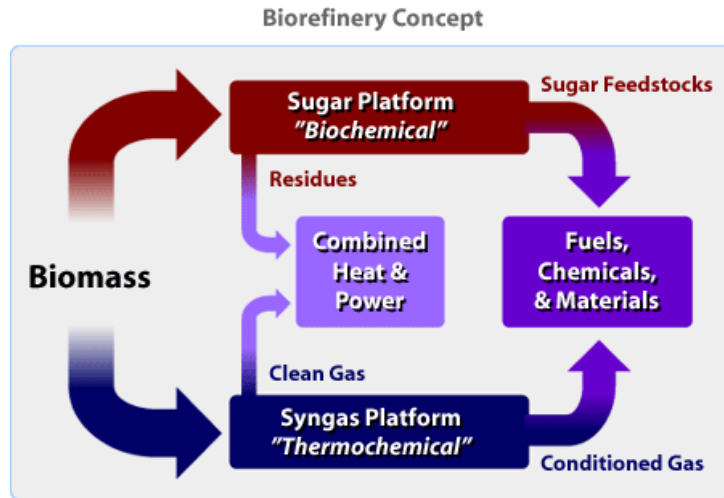 Biorefinery Concept
Sugar Platform
"Biochemical"
Sugar Feedstocks
Residues
Combined
Heat &
Power
Fuels,
Chemicals,
& Materials
Biomass
Clean Gas
Syngas Platform
"Thermochemical"
Conditioned Gas